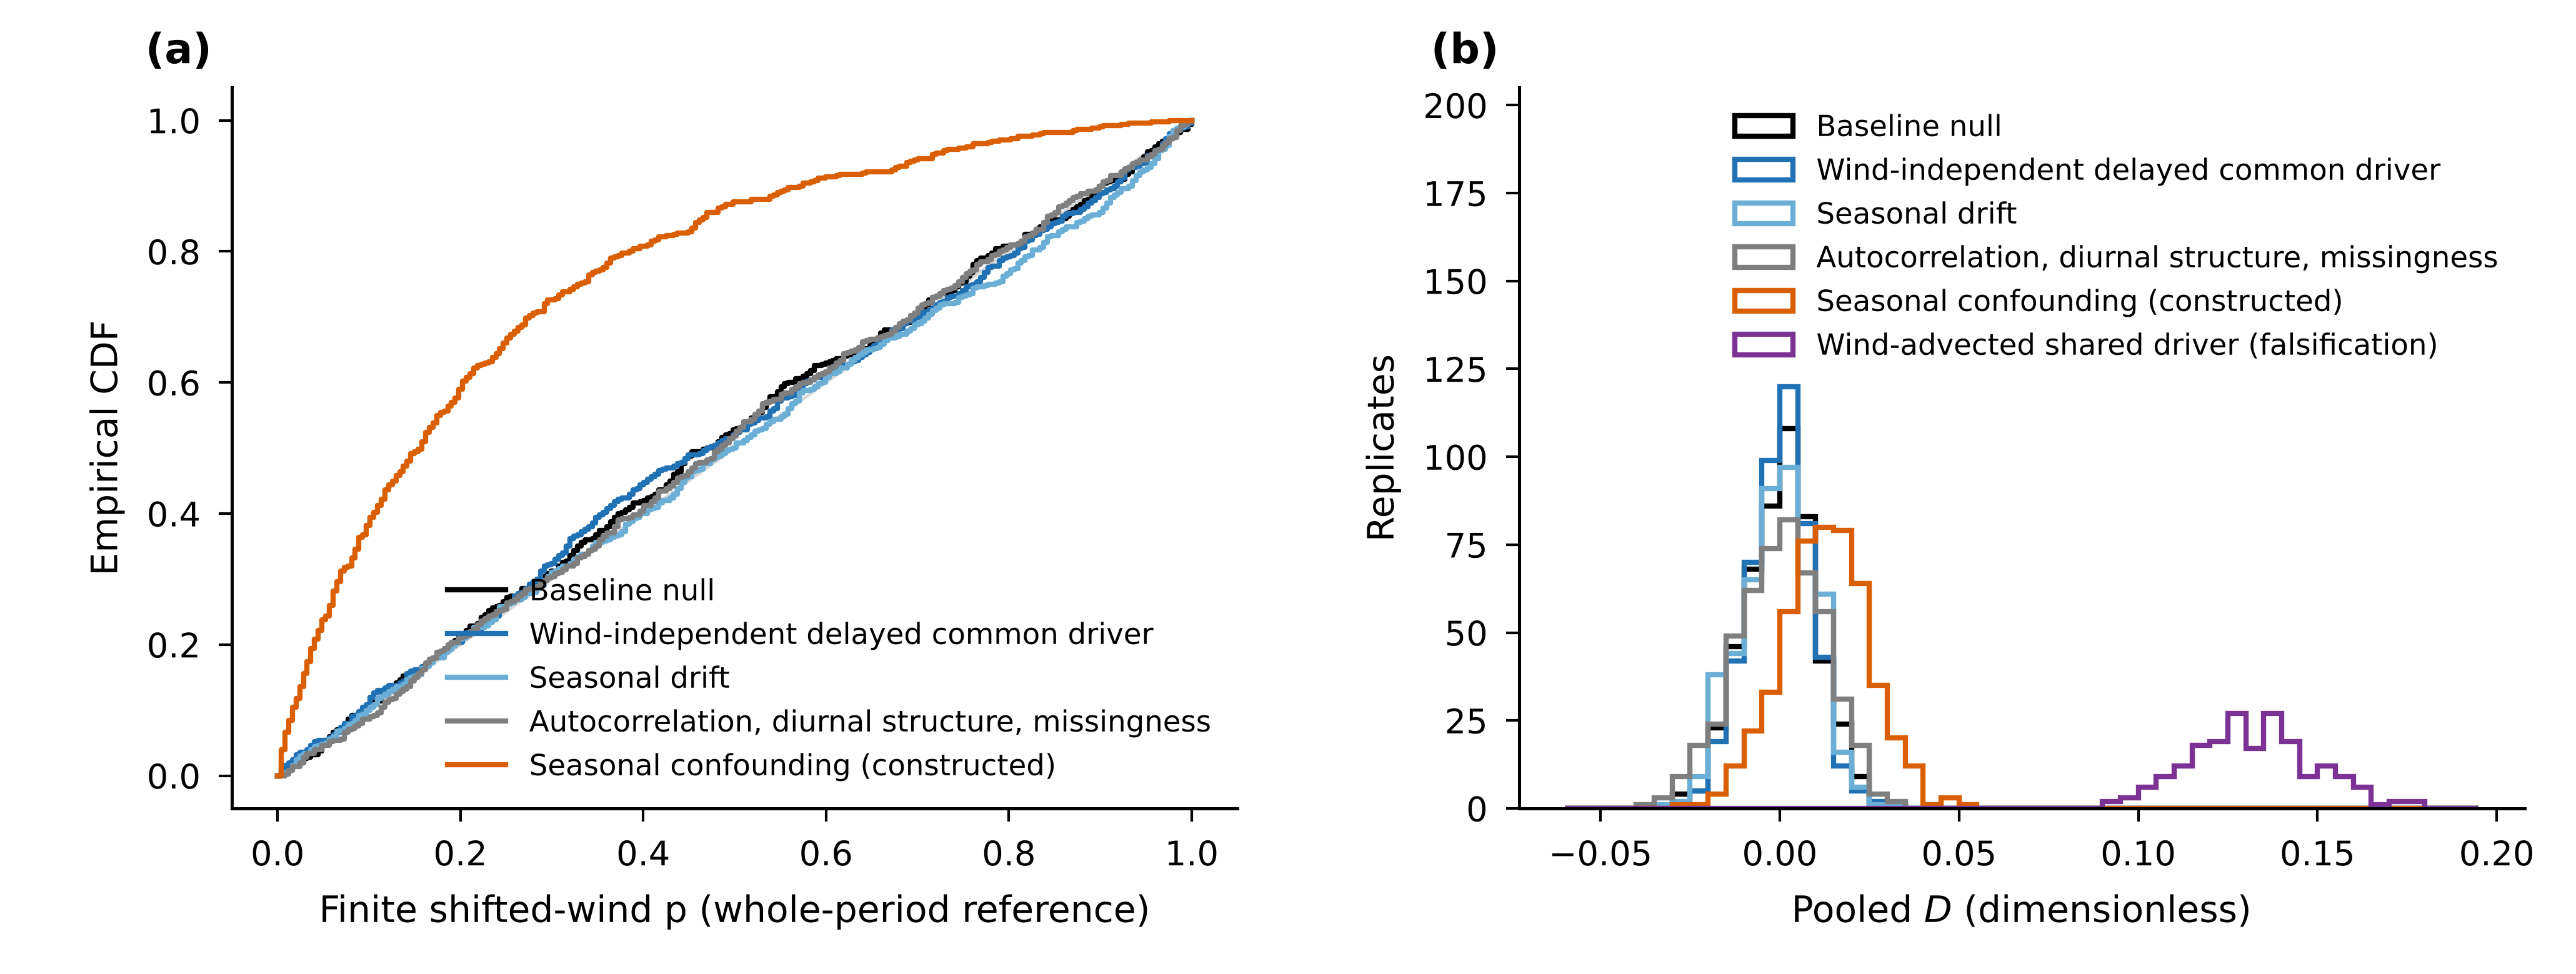 (a)
1.0
0.8
0.6
0.4
0.2
0.0
Empirical CDF
Baseline null
Wind-independent delayed common driver
Seasonal drift
Autocorrelation, diurnal structure, missingness
Seasonal confounding (constructed)
0.0 0.2 0.4 0.6 0.8 1.0
Finite shifted-wind p (whole-period reference)
(b)
200
175
150
125
100
75
50
25
0
Replicates
Baseline null
Wind-independent delayed common driver
Seasonal drift
Autocorrelation, diurnal structure, missingness
Seasonal confounding (constructed)
Wind-advected shared driver (falsification)
−0.05 0.00 0.05 0.10 0.15 0.20
Pooled D (dimensionless)